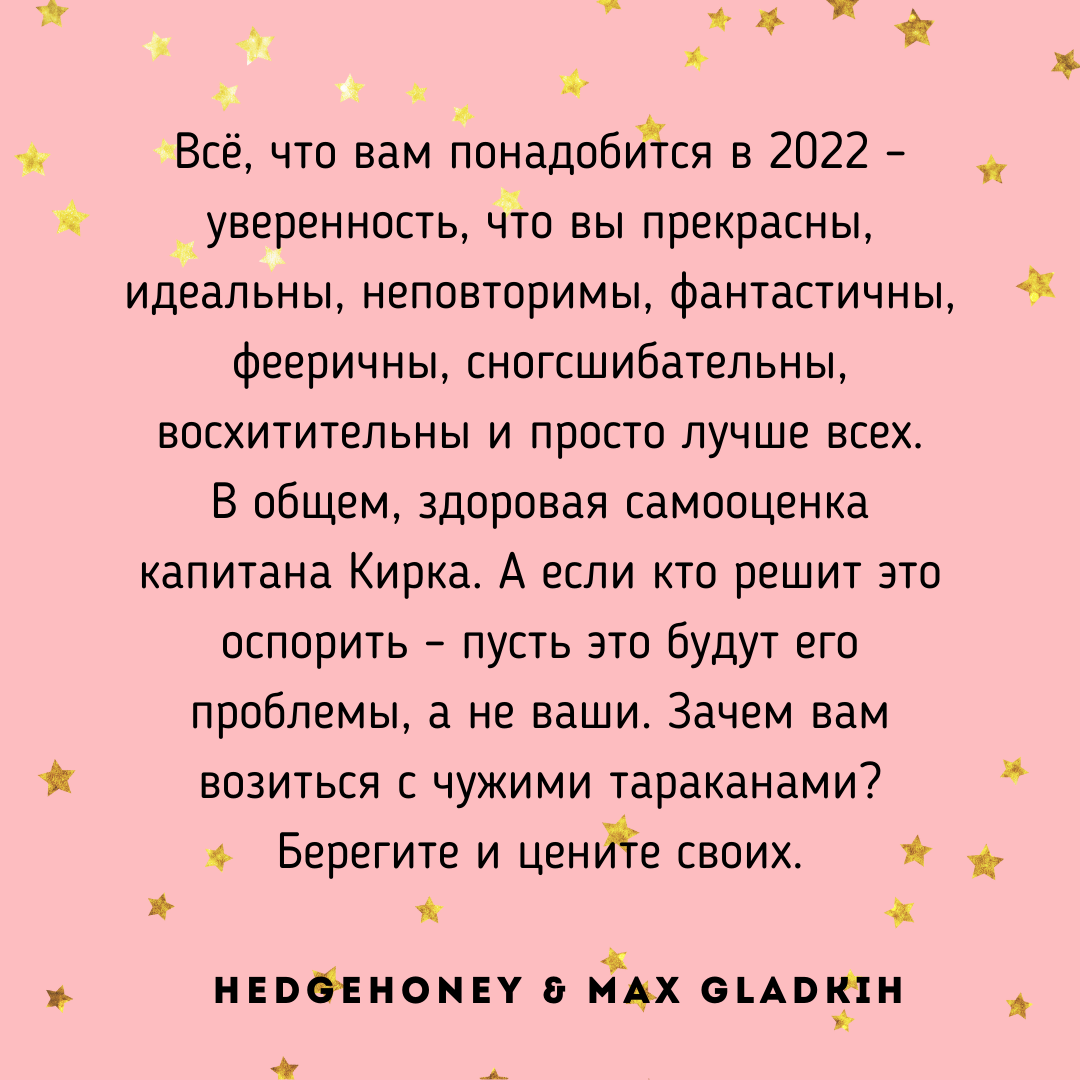 Всё, что вам понадобится в 2022 –
уверенность, что вы прекрасны,
идеальны, неповторимы, фантастичны,
фееричны, сногсшибательны,
восхитительны и просто лучше всех.
В общем, здоровая самооценка
капитана Кирка. А если кто решит это
оспорить – пусть это будут его
проблемы, а не ваши. Зачем вам
возиться с чужими тараканами?
Берегите и цените своих.
HEDGEHONEY & MAX GLADKIH